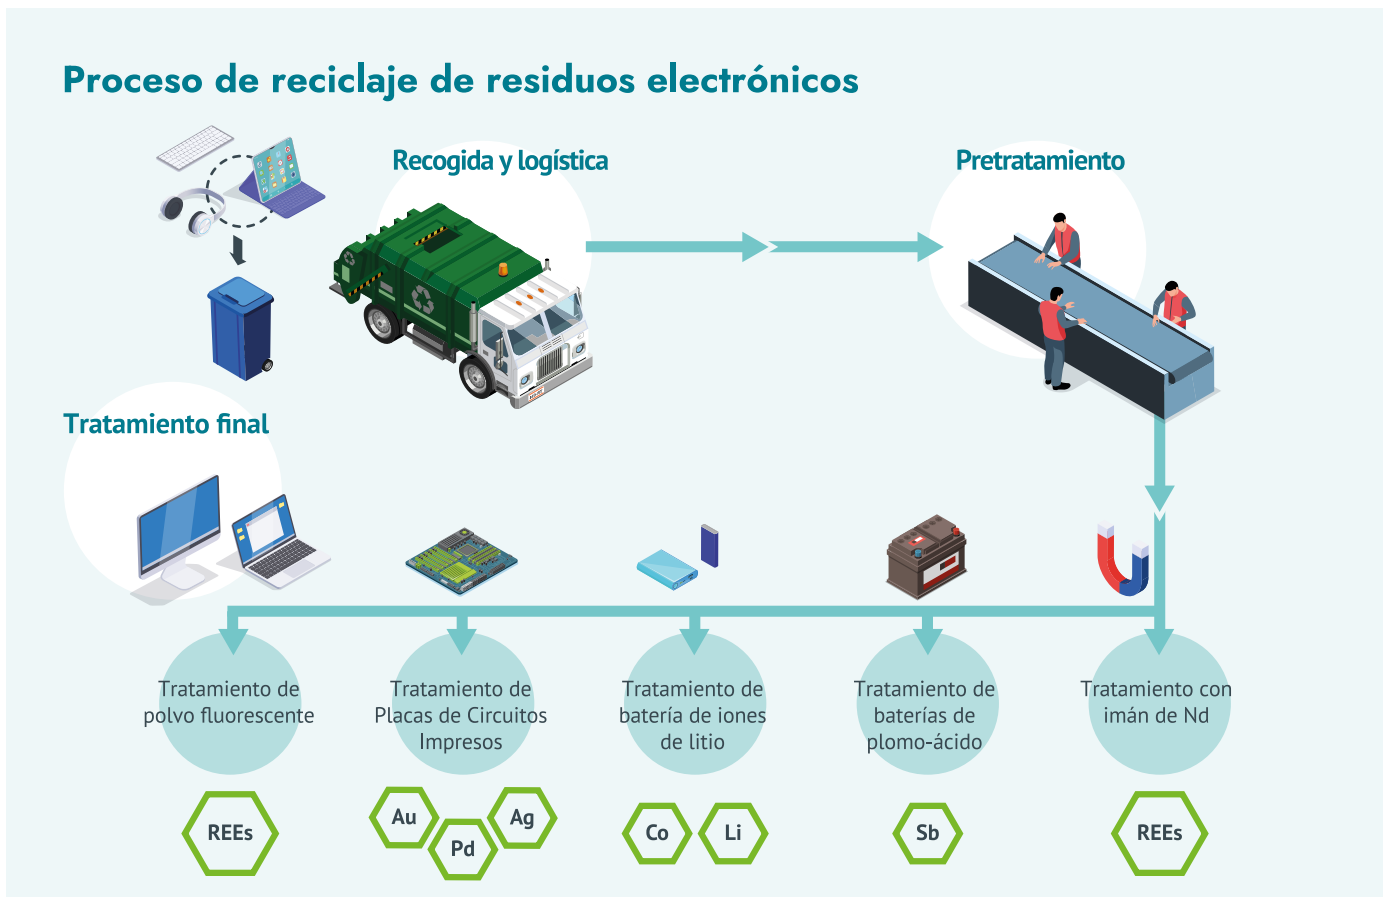 Proceso de reciclaje de residuos electrónicos
Recogida y logística
Pretratamiento
Tratamiento final
Tratamiento de
polvo fluorescente
Tratamiento de
Placas de Circuitos
Impresos
Tratamiento de
batería de iones
de litio
Tratamiento de
baterías de
plomo-ácido
Tratamiento con
imán de Nd
REEs
Au
Pd
Ag
Co
Li
Sb
REEs